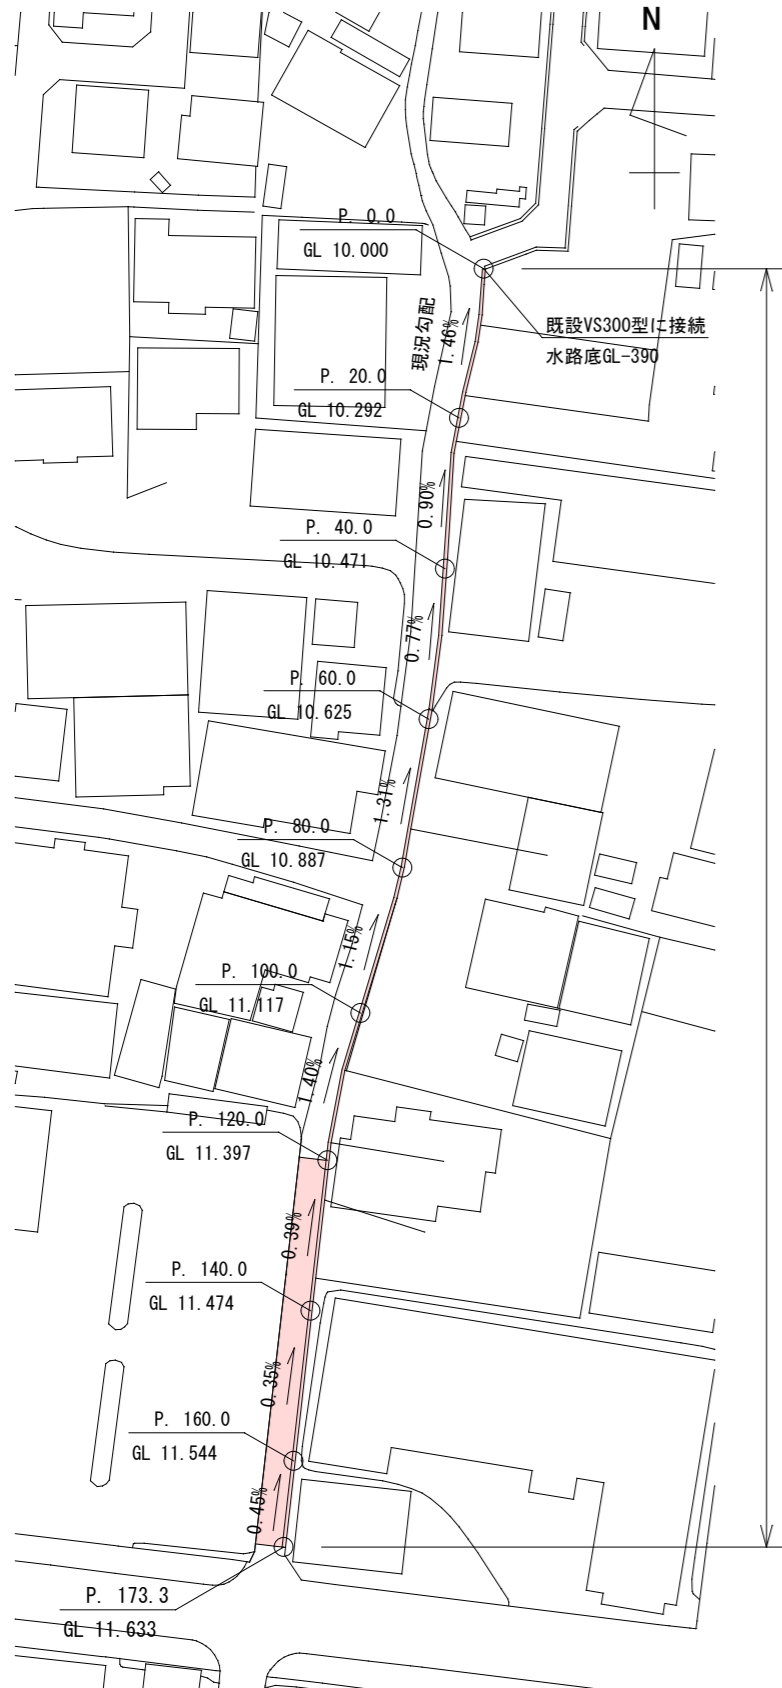 N
P. 0.0
GL 10.000
既設VS300型に接続
水路底GL-390
現況勾配
1.46%
P. 20.0
GL 10.292
0.90%
P. 40.0
GL 10.471
0.77%
P. 60.0
GL 10.625
1.31%
P. 80.0
GL 10.887
1.15%
P. 100.0
GL 11.117
1.40%
P. 120.0
GL 11.397
0.39%
P. 140.0
GL 11.474
0.35%
P. 160.0
GL 11.544
0.45%
P. 173.3
GL 11.633